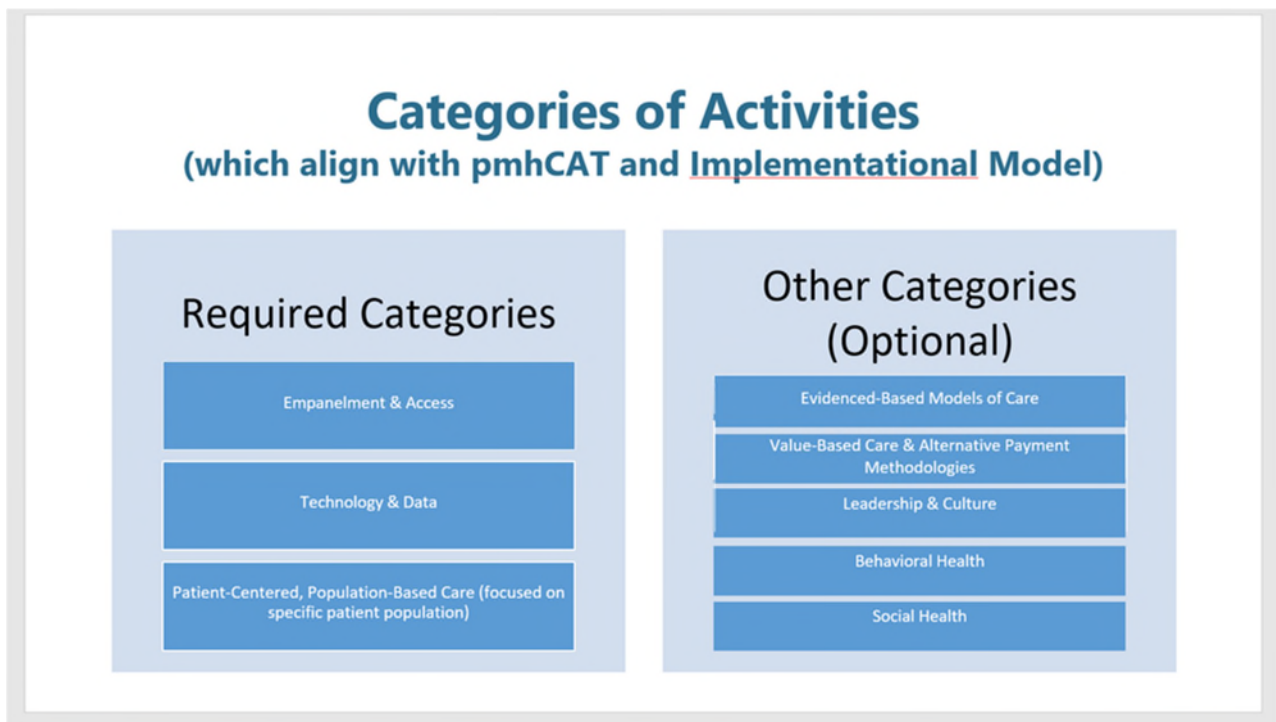 Categories of Activities
(which align with pmhCAT and Implementational Model)
Required Categories
Empanelment & Access
Technology & Data
Patient-Centered, Population-Based Care (focused on
specific patient population)
Other Categories
(Optional)
Evidenced-Based Models of Care
Value-Based Care & Alternative Payment
Methodologies
Leadership & Culture
Behavioral Health
Social Health